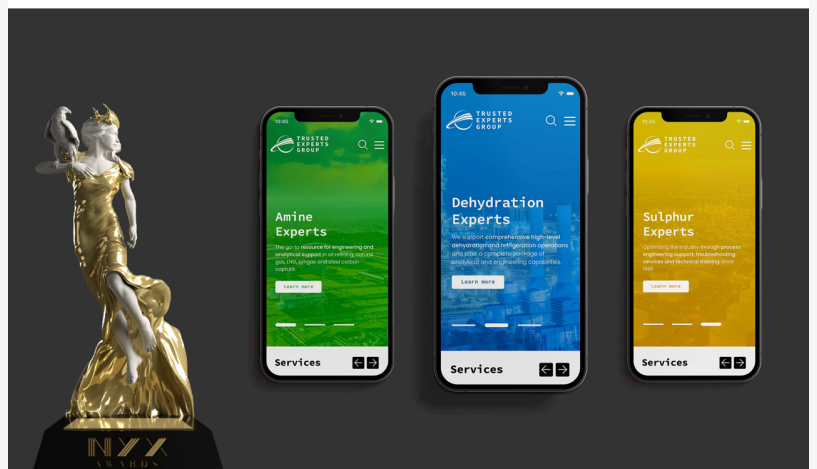 10:45
TRUSTED
EXPERTS
GROUP
Amine
Experts
The go-to resource for engineering and
analytical support in oil refining, natural
gas, LNG, syngas and steel carbon
capture.
Learn more
Services
10:45
TRUSTED
EXPERTS
GROUP
Dehydration
Experts
We support comprehensive high-level
dehydration and refrigeration operations
and offer a complete package of
analytical and engineering capabilities.
Learn more
Services
10:45
TRUSTED
EXPERTS
GROUP
Sulphur
Experts
Optimising the industry through process
engineering support, troubleshooting
services and technical training since
Learn more
Services
NYX
AWARDS